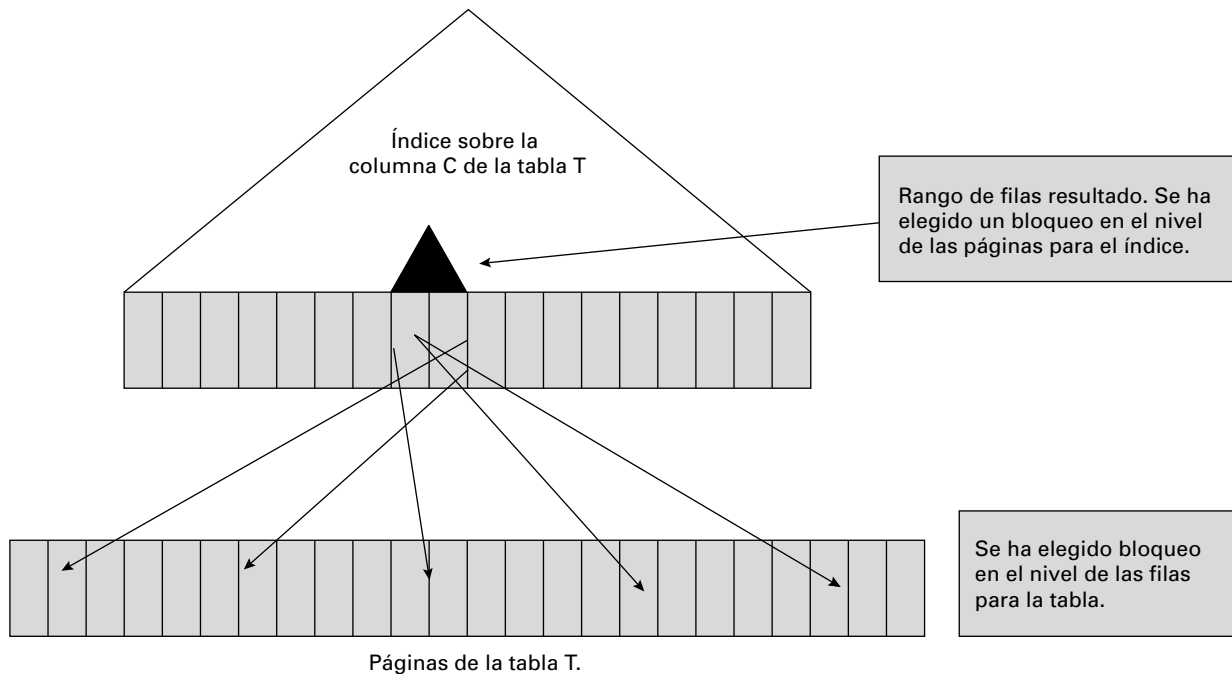 Índice sobre la
columna C de la tabla T
Rango de filas resultado. Se ha
elegido un bloqueo en el nivel
de las páginas para el índice.
Se ha elegido bloqueo
en el nivel de las filas
para la tabla.
Páginas de la tabla T.